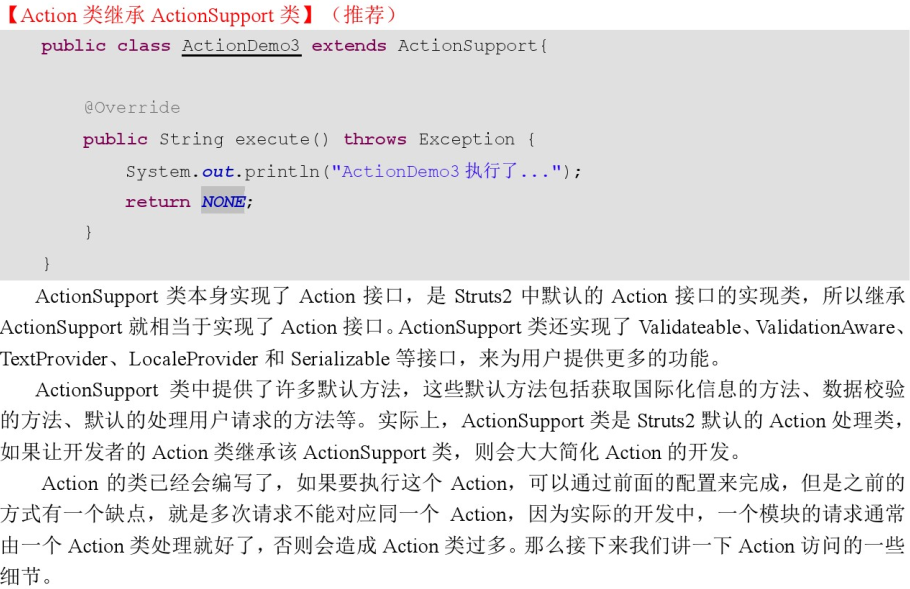 【Action 类继承 ActionSupport 类】（推荐）
public class ActionDemo3 extends ActionSupport{
@Override
public String execute() throws Exception {
System.out.println("ActionDemo3 执行了...");
return NONE;
}
}
ActionSupport 类本身实现了 Action 接口，是 Struts2 中默认的 Action 接口的实现类，所以继承
ActionSupport 就相当于实现了 Action 接口。ActionSupport 类还实现了 Validateable、ValidationAware、
TextProvider、LocaleProvider 和 Serializable 等接口，来为用户提供更多的功能。
ActionSupport 类中提供了许多默认方法，这些默认方法包括获取国际化信息的方法、数据校验
的方法、默认的处理用户请求的方法等。实际上，ActionSupport 类是 Struts2 默认的 Action 处理类，
如果让开发者的 Action 类继承该 ActionSupport 类，则会大大简化 Action 的开发。
Action 的类已经会编写了，如果要执行这个 Action，可以通过前面的配置来完成，但是之前的
方式有一个缺点，就是多次请求不能对应同一个 Action，因为实际的开发中，一个模块的请求通常
由一个 Action 类处理就好了，否则会造成 Action 类过多。那么接下来我们讲一下 Action 访问的一些
细节。